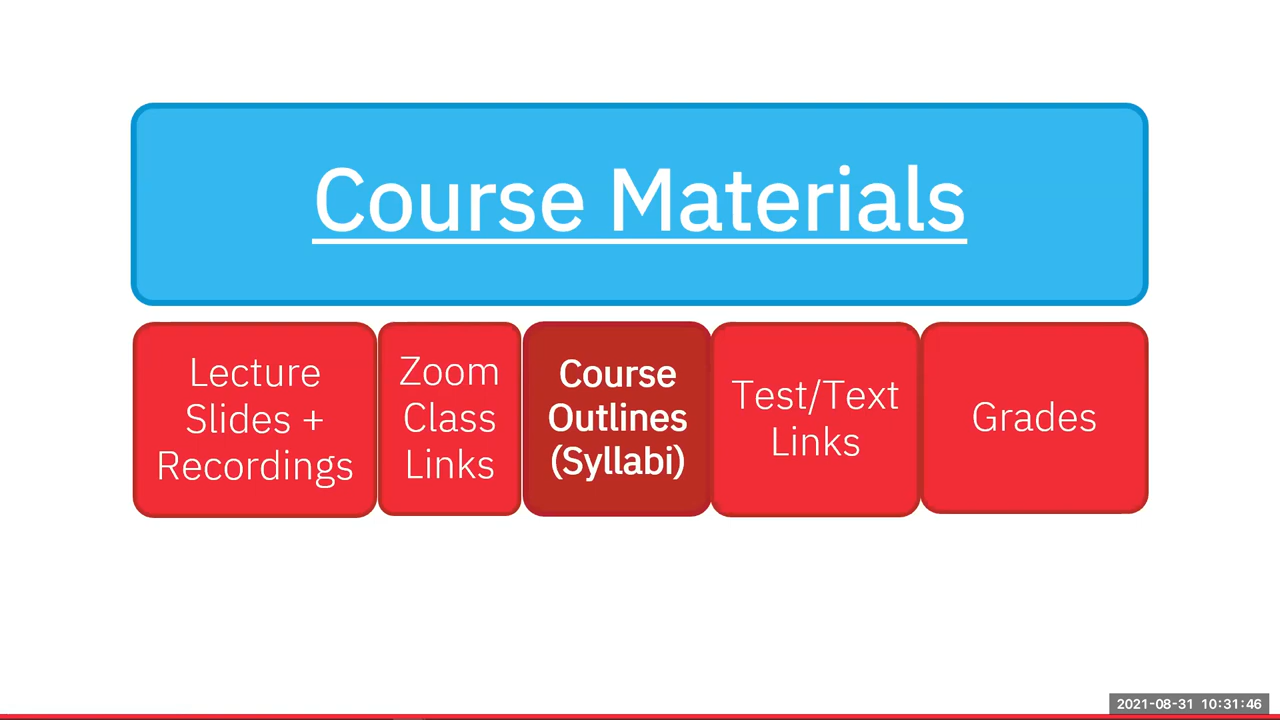 Course Materials
Lecture
Slides +
Recordings
Zoom
Class
Links
Course
Outlines
(Syllabi)
Test/Text
Links
Grades
2021-08-31 10:31:46